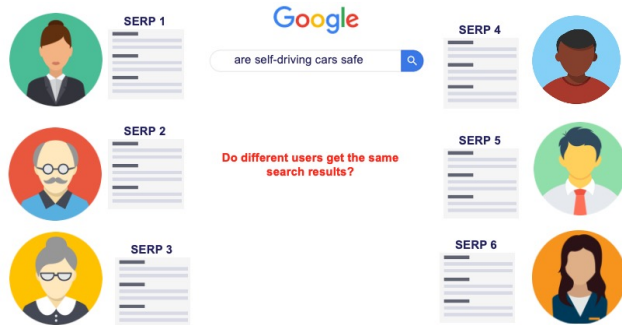 Google
are self-driving cars safe
SERP 1
SERP 2
SERP 3
SERP 4
SERP 5
SERP 6
Do different users get the same
search results?